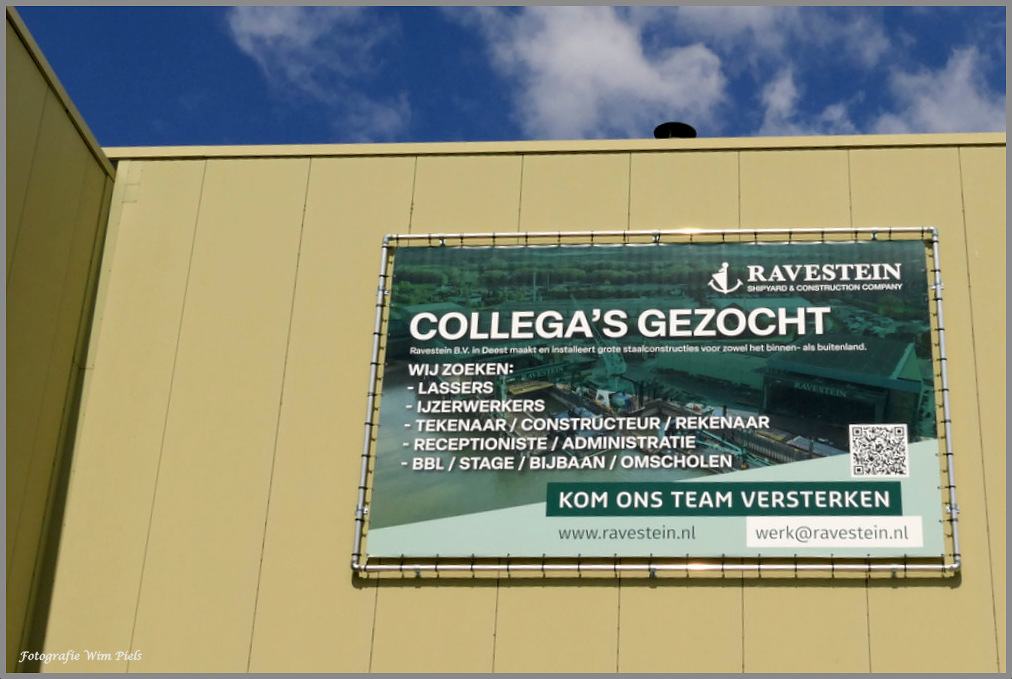 RAVESTEIN
SHIPYARD & CONSTRUCTION COMPANY
COLLEGA'S GEZOCHT
Ravestein B.V. in Deest maakt en installeert grote staalconstructies voor zowel het binnen- als buitenland.
WIJ ZOEKEN:
- LASSERS
- IJZERWERKERS
- TEKENAAR / CONSTRUCTEUR / REKENAAR
- RECEPTIONISTE / ADMINISTRATIE
- BBL / STAGE / BIJBAAN / OMSCHOLEN
RAVESTEIN
RAVESTEIN
KOM ONS TEAM VERSTERKEN
www.ravestein.nl
werk@ravestein.nl
Fotografie Wim Piels